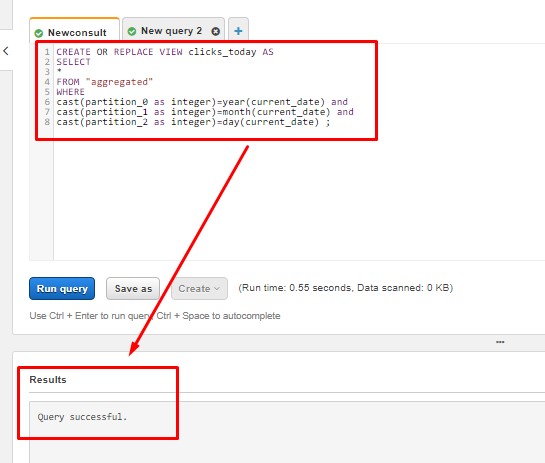 Newconsult
New query 2
+
1 CREATE OR REPLACE VIEW clicks_today AS
2 SELECT
3 *
4 FROM "aggregated"
5 WHERE
6 cast(partition_0 as integer)=year(current_date) and
7 cast(partition_1 as integer)=month(current_date) and
8 cast(partition_2 as integer)=day(current_date) ;
Run query
Save as
Create
(Run time: 0.55 seconds, Data scanned: 0 KB)
Use Ctrl + Enter to run query, Ctrl + Space to autocomplete
Results
Query successful.